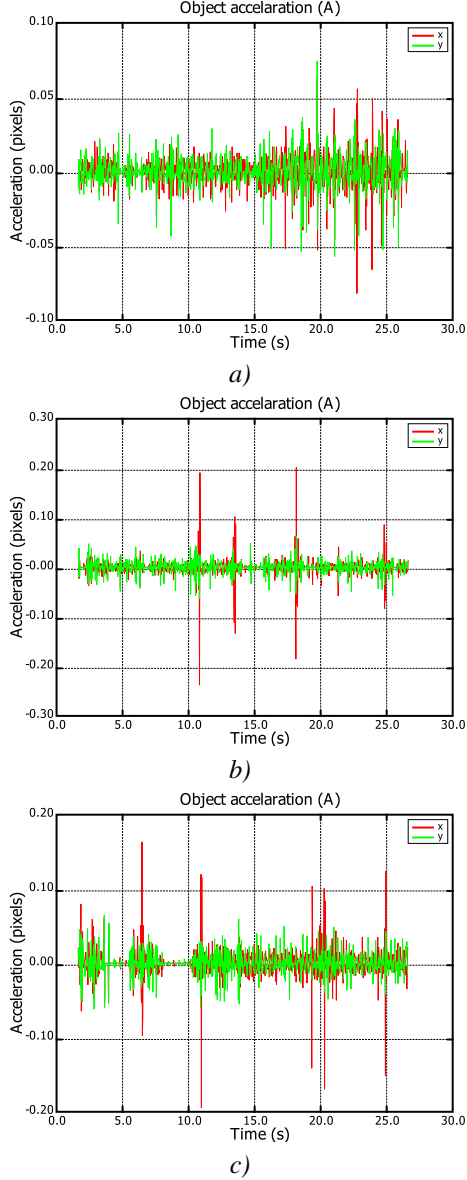 Object accelaration (A)
0.10
0.05
0.00
-0.05
-0.10
Acceleration (pixels)
x
y
0.0 5.0 10.0 15.0 20.0 25.0 30.0
Time (s)
a)
Object accelaration (A)
0.30
0.20
0.10
-0.00
-0.10
-0.20
-0.30
Acceleration (pixels)
x
y
0.0 5.0 10.0 15.0 20.0 25.0 30.0
Time (s)
b)
Object accelaration (A)
0.20
0.10
0.00
-0.10
-0.20
Acceleration (pixels)
x
y
0.0 5.0 10.0 15.0 20.0 25.0 30.0
Time (s)
c)